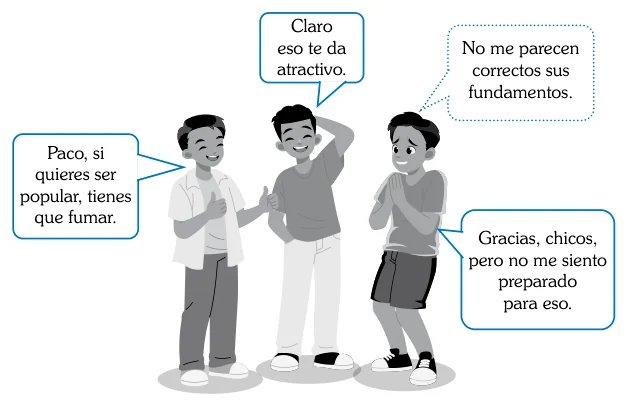 Claro
eso te da
atractivo.
No me parecen
correctos sus
fundamentos.
Paco, si
quieres ser
popular, tienes
que fumar.
Gracias, chicos,
pero no me siento
preparado
para eso.